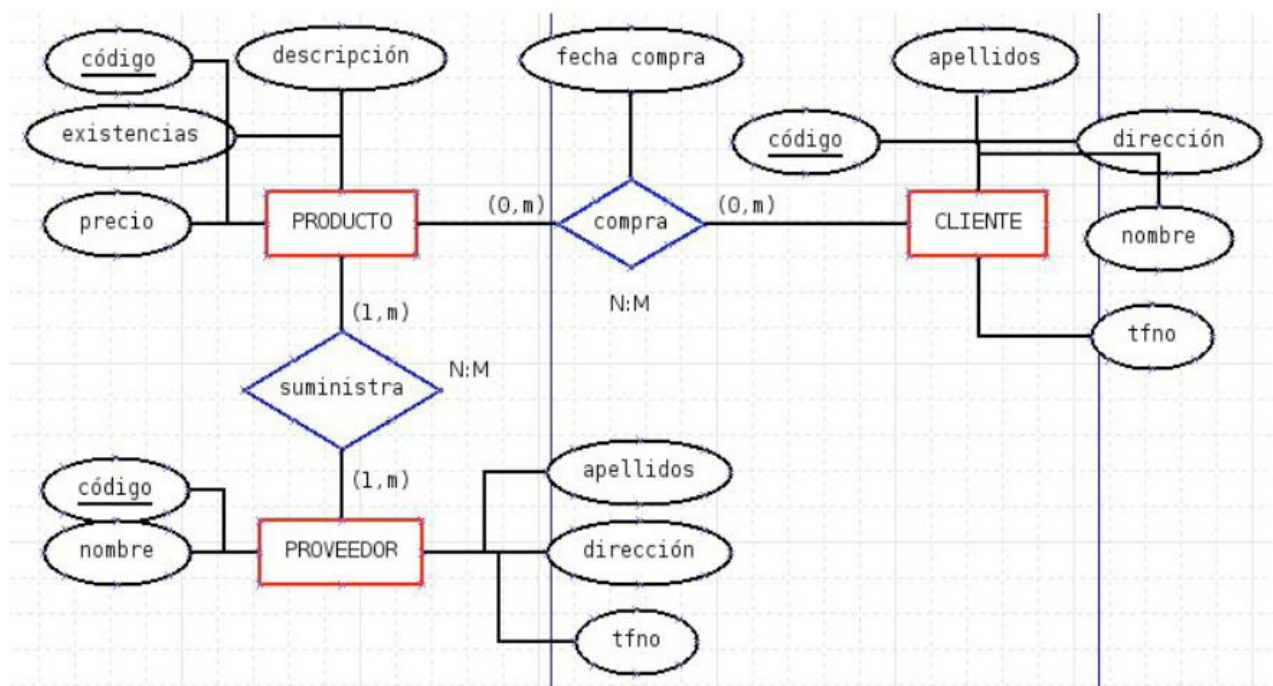 código
descripción
fecha compra
apellidos
existencias
código
dirección
precio
PRODUCTO
(0,m)
compra
(0,m)
CLIENTE
nombre
(1,m)
N:M
tfno
suministra
N:M
código
(1,m)
apellidos
nombre
PROVEEDOR
dirección
tfno